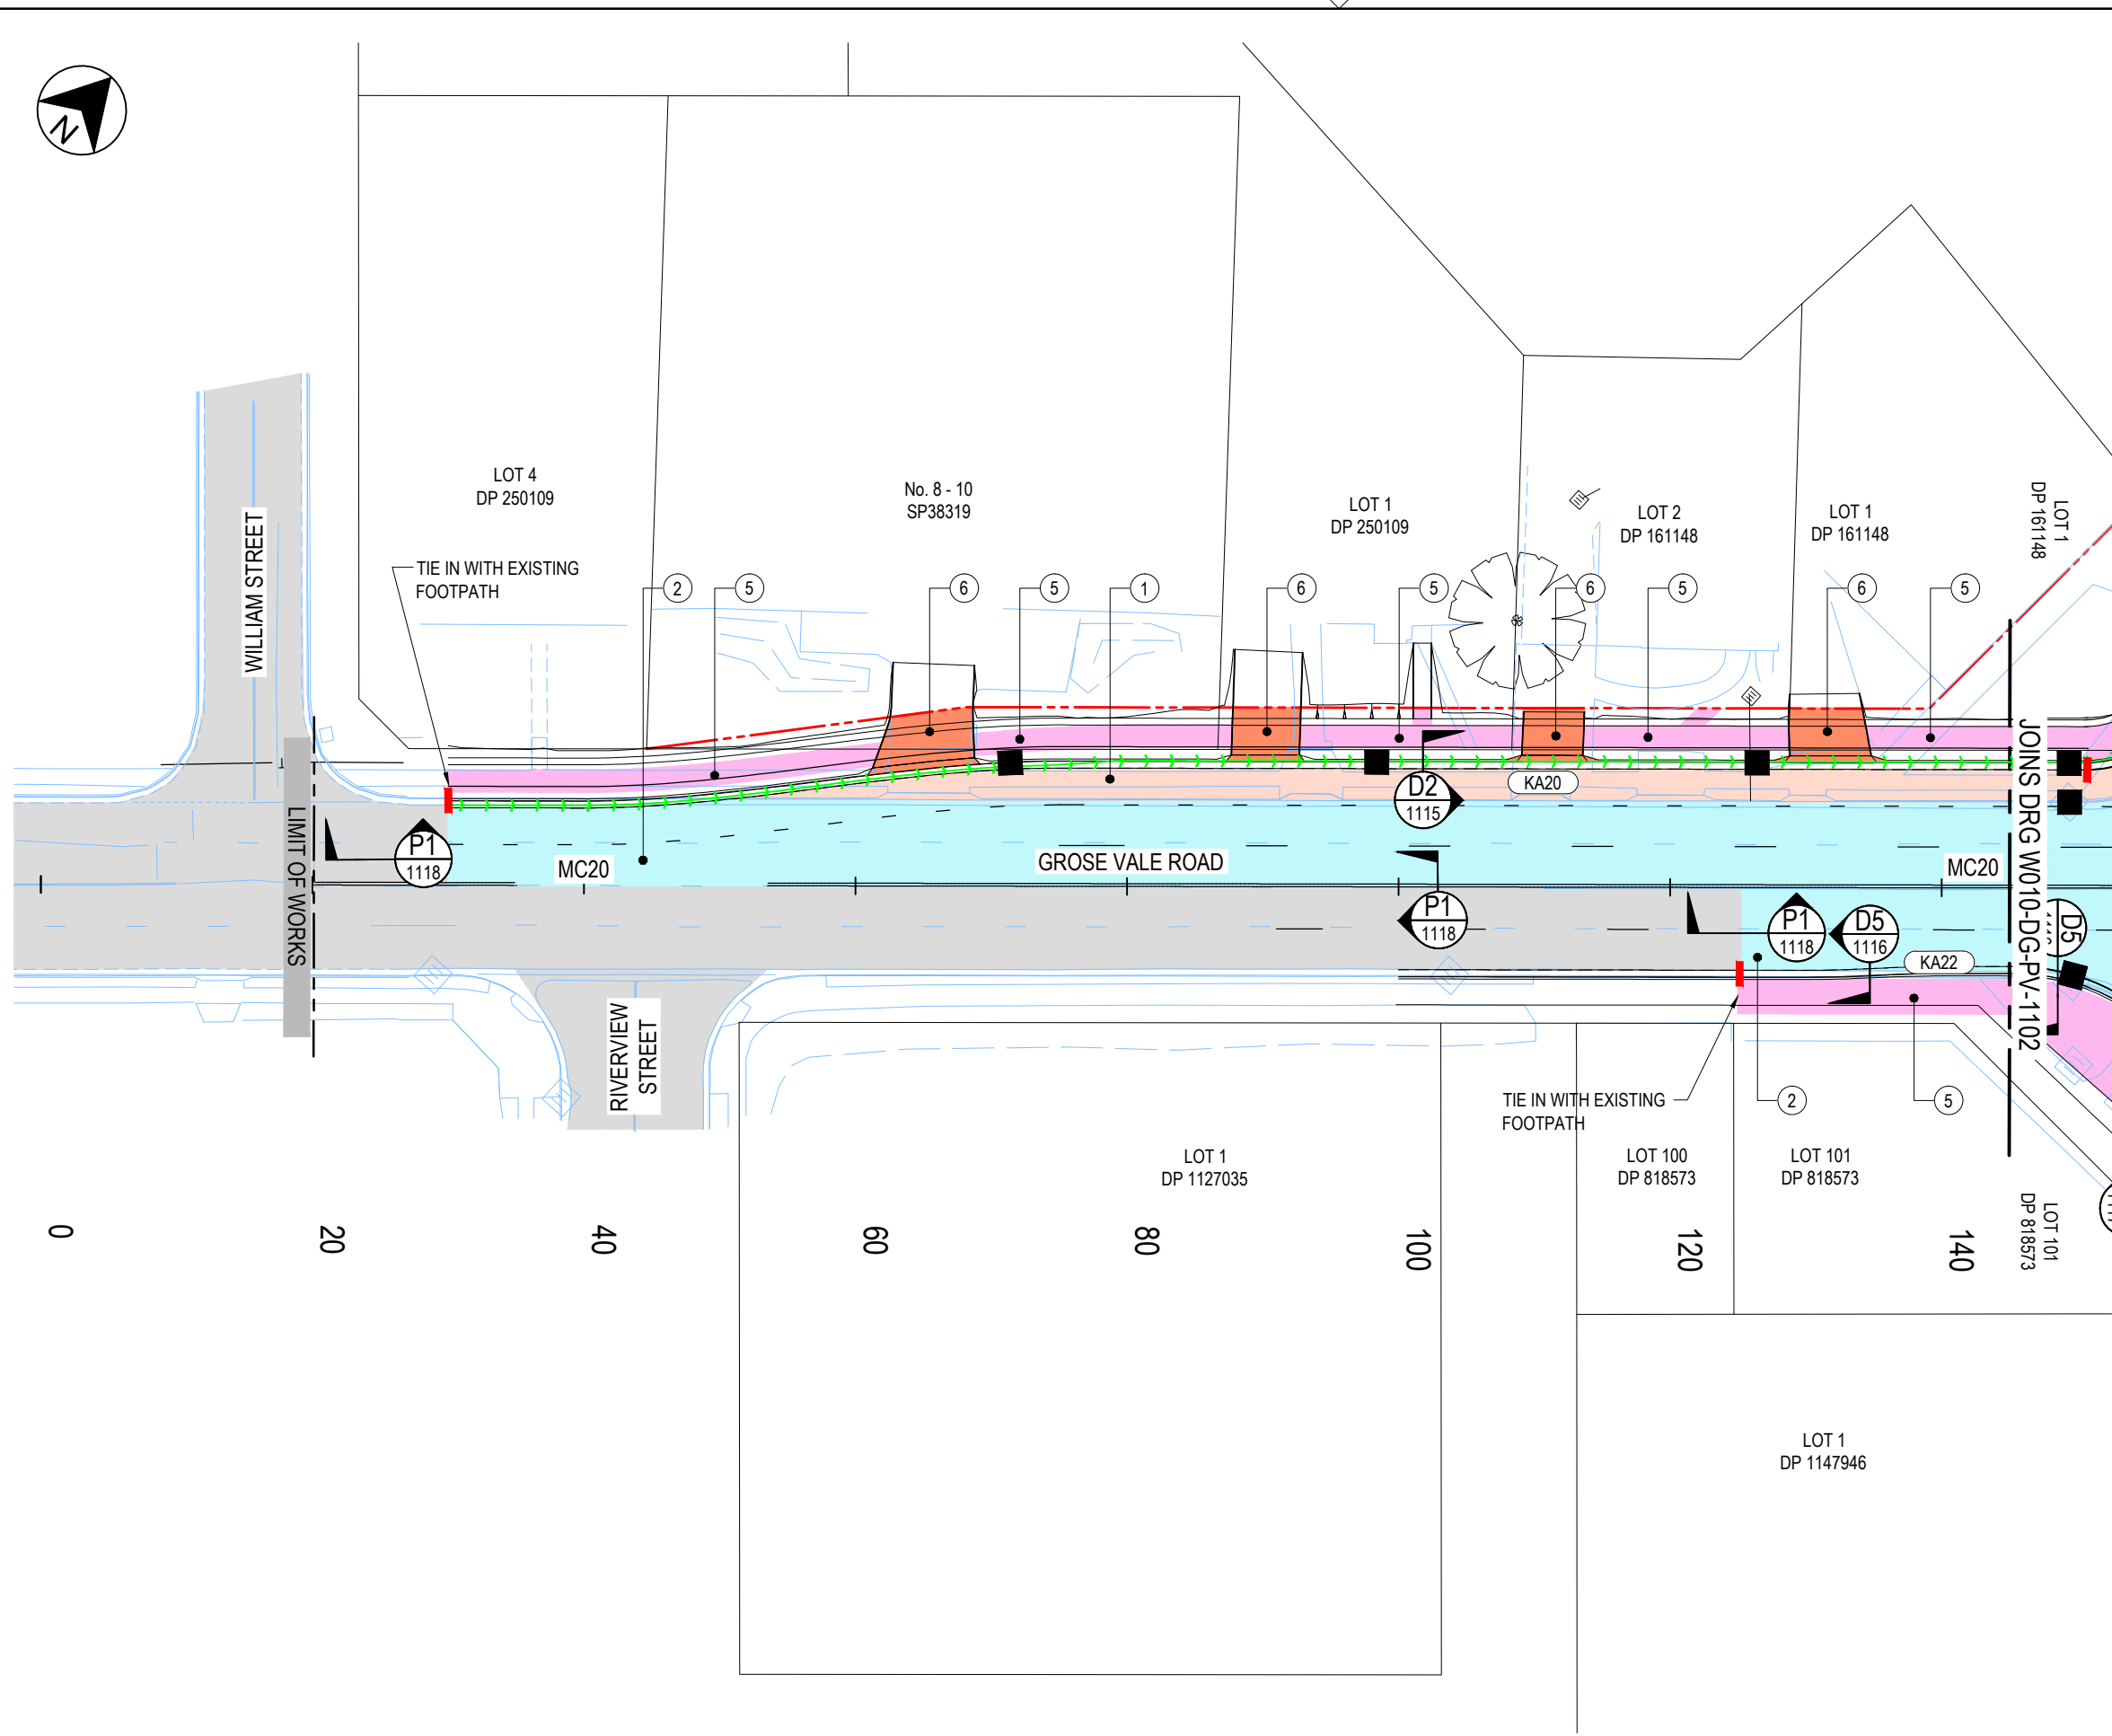 N
WILLIAM STREET
LOT 4
DP 250109
No. 8 - 10
SP38319
LOT 1
DP 250109
LOT 2
DP 161148
LOT 1
DP 161148
LOT 1
DP 161148
TIE IN WITH EXISTING
FOOTPATH
2
5
6
5
1
6
5
6
5
6
5
D2
1115
KA20
P1
1118
MC20
GROSE VALE ROAD
MC20
LIMIT OF WORKS
P1
1118
P1
1118
D5
1116
KA22
D5
JOINS DRG W010-DG-PV-1102
RIVERVIEW
STREET
TIE IN WITH EXISTING
FOOTPATH
2
5
LOT 1
DP 1127035
LOT 100
DP 818573
LOT 101
DP 818573
LOT 101
DP 818573
0
20
40
60
80
100
120
140
LOT 1
DP 1147946